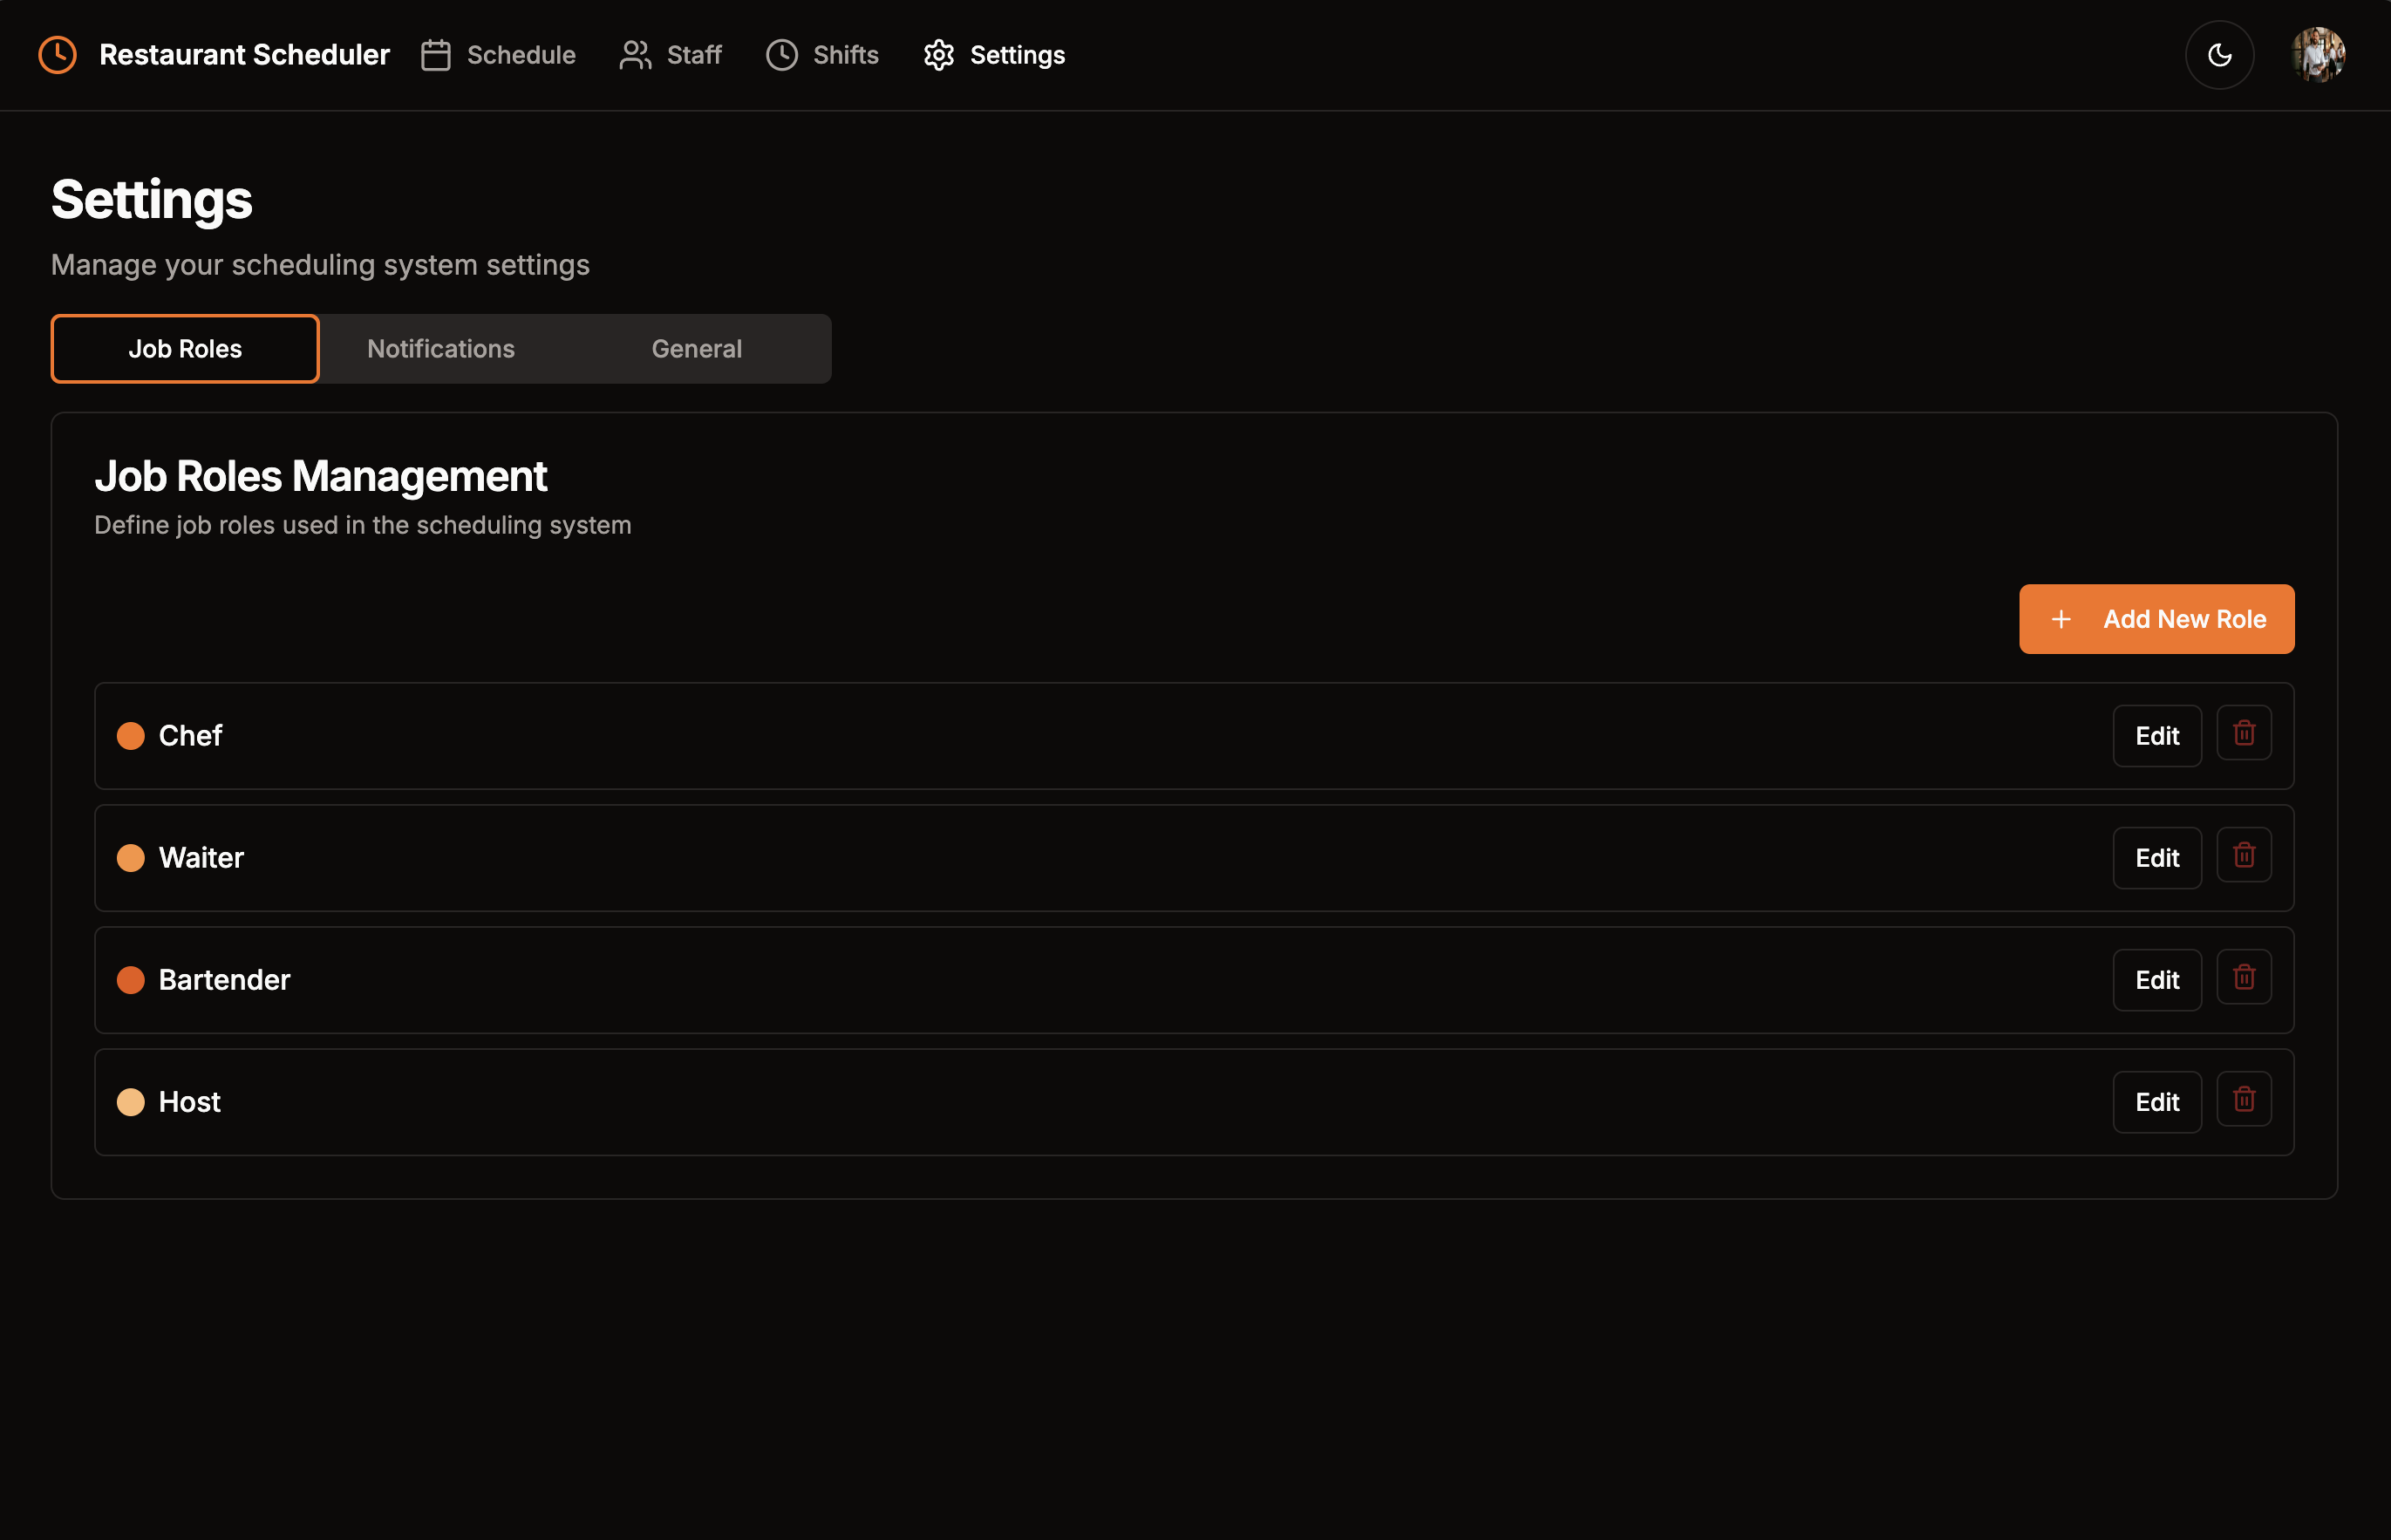 Restaurant Scheduler Schedule Staff Shifts Settings
Settings
Manage your scheduling system settings
Job Roles Notifications General
Job Roles Management
Define job roles used in the scheduling system
+ Add New Role
Chef Edit
Waiter Edit
Bartender Edit
Host Edit